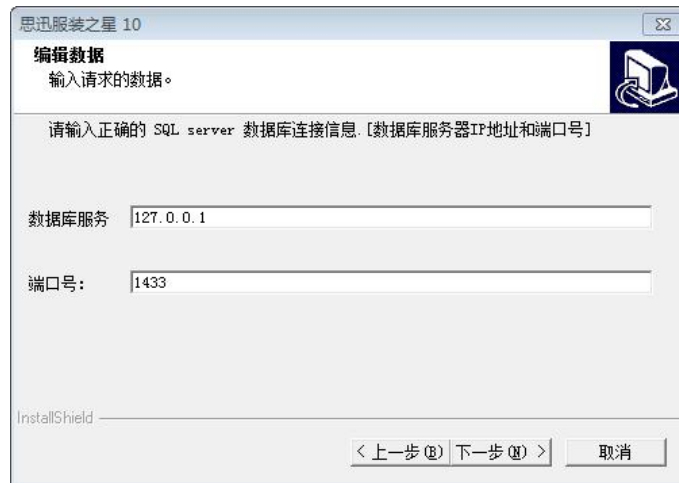 思迅服装之星 10
编辑数据
输入请求的数据。
请输入正确的 SQL server 数据库连接信息.[数据库服务器IP地址和端口号]
数据库服务 127.0.0.1
端口号: 1433
InstallShield
< 上一步(B) 下一步(N) > 取消